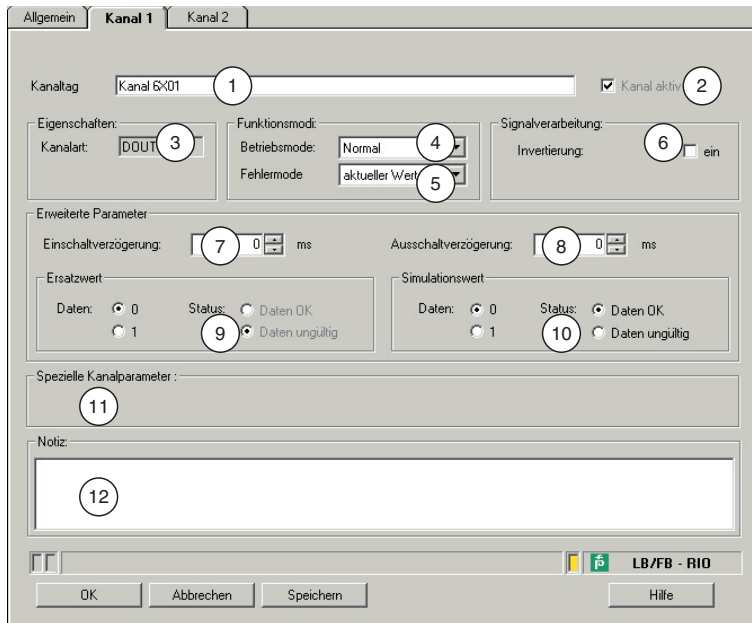 Allgemein Kanal 1 Kanal 2
Kanaltag Kanal 6X01 1 Kanal aktiv 2
Eigenschaften: Funktionsmodi: Signalverarbeitung:
Kanalart: DOUT 3 Betriebsmode: Normal 4 Invertierung: 6 ein
Fehlermode aktueller Wert 5
Erweiterte Parameter
Einschaltverzögerung: 7 0 ms Ausschaltverzögerung: 8 0 ms
Ersatzwert Simulationswert
Daten: 0 Status: Daten OK Daten: 0 Status: Daten OK
1 9 Daten ungültig 1 10 Daten ungültig
Spezielle Kanalparameter :
11
Notiz:
12
LB/FB - RIO
OK Abbrechen Speichern Hilfe